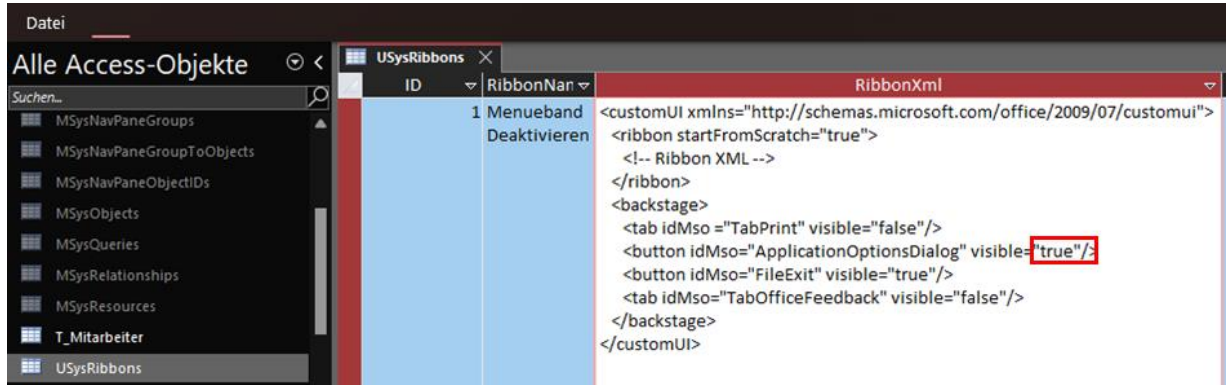 Datei
Alle Access-Objekte
Suchen...
MSysNavPaneGroups
MSysNavPaneGroupToObjects
MSysNavPaneObjectIDs
MSysObjects
MSysQueries
MSysRelationships
MSysResources
T_Mitarbeiter
USysRibbons
USysRibbons
ID RibbonNan RibbonXml
1 Menueband
Deaktivieren
<customUI xmlns="http://schemas.microsoft.com/office/2009/07/customui">
<ribbon startFromScratch="true">
<!-- Ribbon XML -->
</ribbon>
<backstage>
<tab idMso ="TabPrint" visible="false"/>
<button idMso="ApplicationOptionsDialog" visible="true"/>
<button idMso="FileExit" visible="true"/>
<tab idMso="TabOfficeFeedback" visible="false"/>
</backstage>
</customUI>